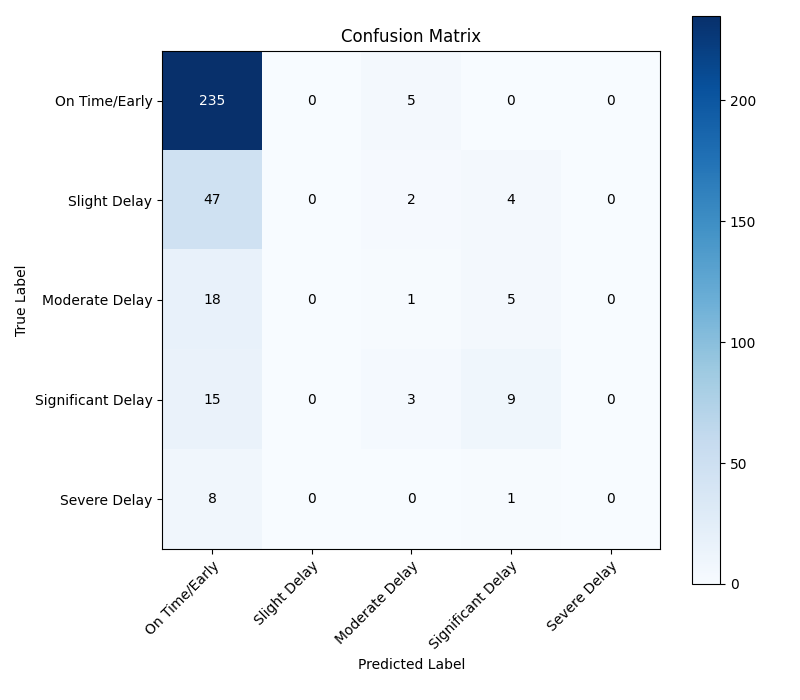 Confusion Matrix
On Time/Early 235 0 5 0 0
Slight Delay 47 0 2 4 0
Moderate Delay 18 0 1 5 0
Significant Delay 15 0 3 9 0
Severe Delay 8 0 0 1 0
True Label
On Time/Early
Slight Delay
Moderate Delay
Significant Delay
Severe Delay
Predicted Label
200
150
100
50
0